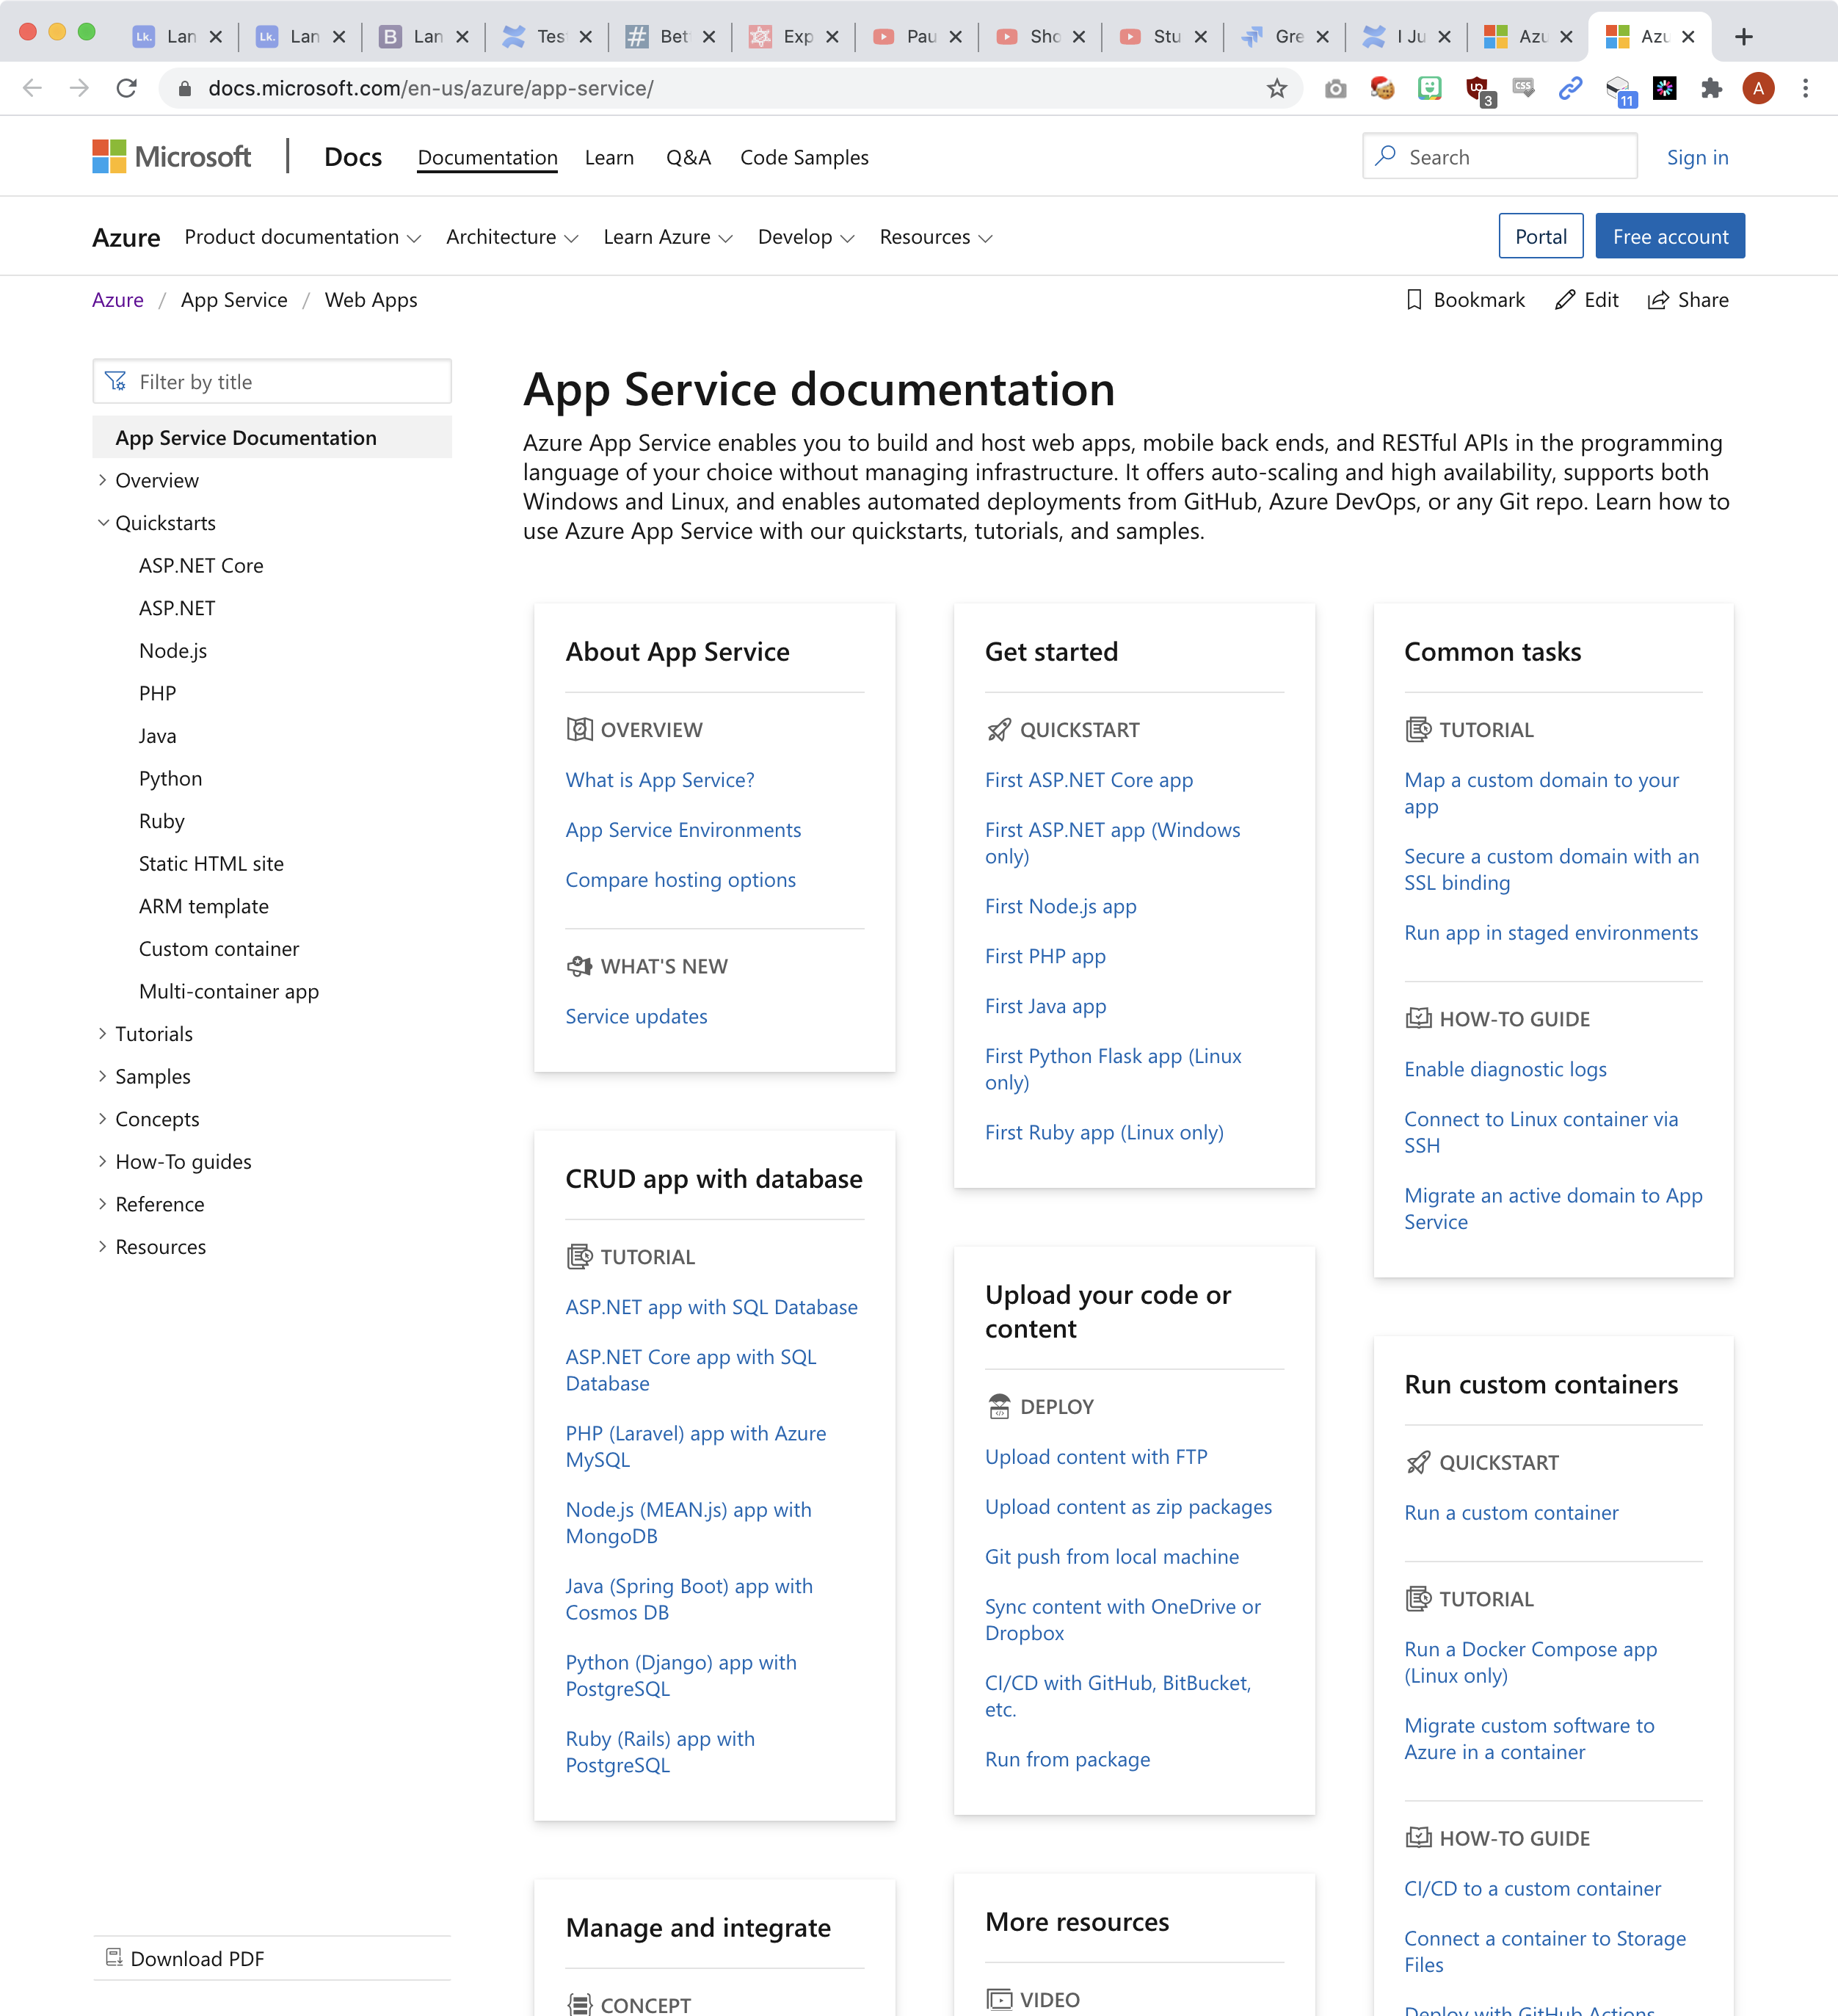 Lk.
Lan
Lk.
Lan
B
Lan
Tes
#
Bet
Exp
Pau
Sho
Stu
Gre
I Ju
Azu
Azu
docs.microsoft.com/en-us/azure/app-service/
3
CSS
11
A
Microsoft
Docs
Documentation
Learn
Q&A
Code Samples
Search
Sign in
Azure
Product documentation
Architecture
Learn Azure
Develop
Resources
Portal
Free account
Azure / App Service / Web Apps
Bookmark
Edit
Share
Filter by title
App Service Documentation
Overview
Quickstarts
ASP.NET Core
ASP.NET
Node.js
PHP
Java
Python
Ruby
Static HTML site
ARM template
Custom container
Multi-container app
Tutorials
Samples
Concepts
How-To guides
Reference
Resources
Download PDF
App Service documentation
Azure App Service enables you to build and host web apps, mobile back ends, and RESTful APIs in the programming
language of your choice without managing infrastructure. It offers auto-scaling and high availability, supports both
Windows and Linux, and enables automated deployments from GitHub, Azure DevOps, or any Git repo. Learn how to
use Azure App Service with our quickstarts, tutorials, and samples.
About App Service
OVERVIEW
What is App Service?
App Service Environments
Compare hosting options
WHAT'S NEW
Service updates
CRUD app with database
TUTORIAL
ASP.NET app with SQL Database
ASP.NET Core app with SQL
Database
PHP (Laravel) app with Azure
MySQL
Node.js (MEAN.js) app with
MongoDB
Java (Spring Boot) app with
Cosmos DB
Python (Django) app with
PostgreSQL
Ruby (Rails) app with
PostgreSQL
Manage and integrate
CONCEPT
Get started
QUICKSTART
First ASP.NET Core app
First ASP.NET app (Windows
only)
First Node.js app
First PHP app
First Java app
First Python Flask app (Linux
only)
First Ruby app (Linux only)
Upload your code or
content
DEPLOY
Upload content with FTP
Upload content as zip packages
Git push from local machine
Sync content with OneDrive or
Dropbox
CI/CD with GitHub, BitBucket,
etc.
Run from package
More resources
VIDEO
Common tasks
TUTORIAL
Map a custom domain to your
app
Secure a custom domain with an
SSL binding
Run app in staged environments
HOW-TO GUIDE
Enable diagnostic logs
Connect to Linux container via
SSH
Migrate an active domain to App
Service
Run custom containers
QUICKSTART
Run a custom container
TUTORIAL
Run a Docker Compose app
(Linux only)
Migrate custom software to
Azure in a container
HOW-TO GUIDE
CI/CD to a custom container
Connect a container to Storage
Files
Deploy with GitHub Actions